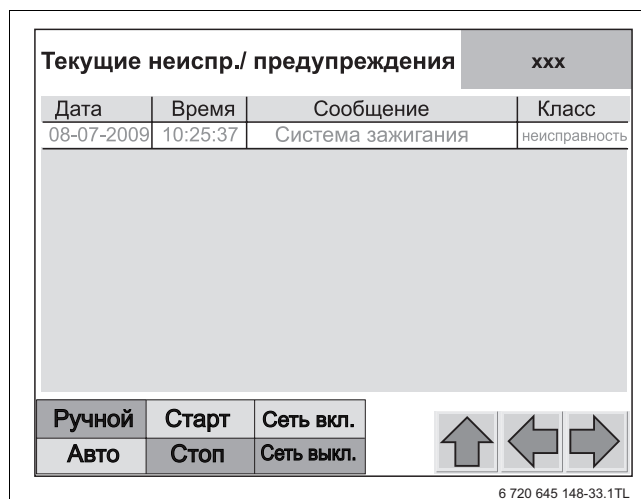 Текущие неиспр./ предупреждения xxx
Дата Время Сообщение Класс
08-07-2009 10:25:37 Система зажигания неисправность
Ручной Старт Сеть вкл.
Авто Стоп Сеть выкл.
6 720 645 148-33.1TL